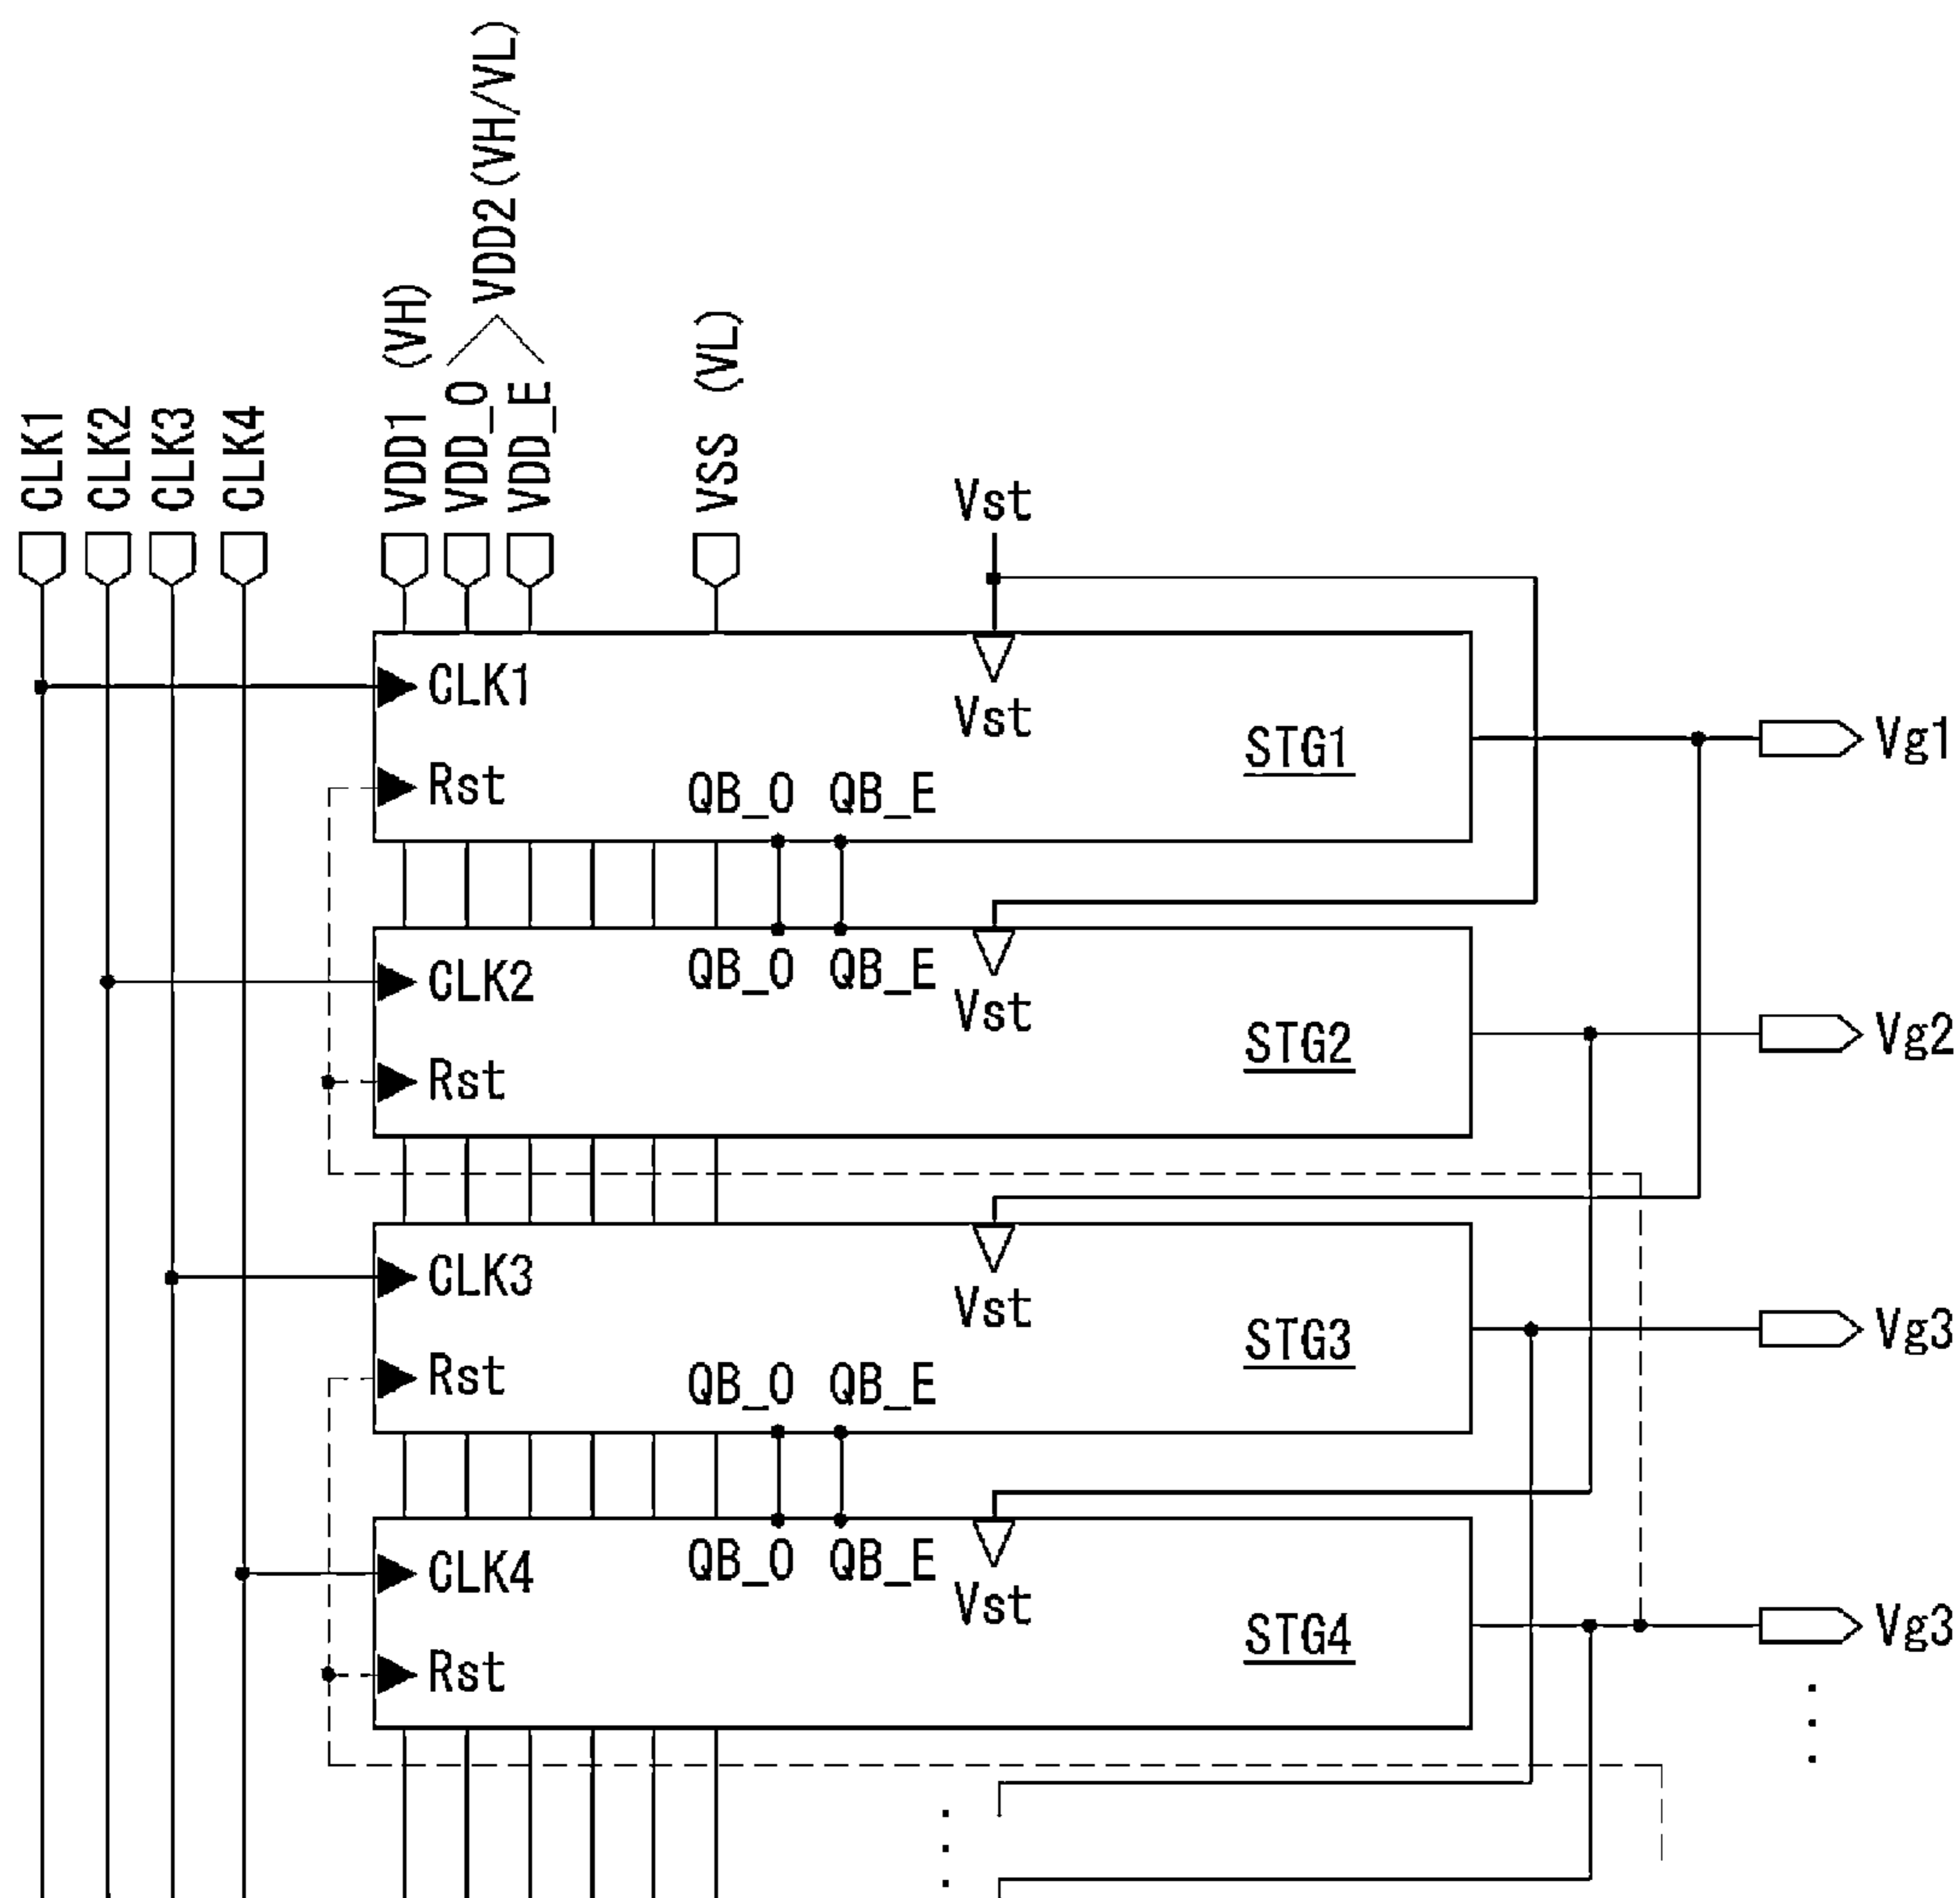 CLK1
CLK2
CLK3
CLK4
VDD1 (VH)
VDD_O
VDD_E
VDD2(VH/VL)
VSS (VL)
Vst
CLK1
Vst
STG1
Vg1
Rst
QB_O QB_E
QB_O QB_E
CLK2
Vst
STG2
Vg2
Rst
CLK3
Vst
STG3
Vg3
Rst
QB_O QB_E
QB_O QB_E
CLK4
Vst
STG4
Vg3
Rst